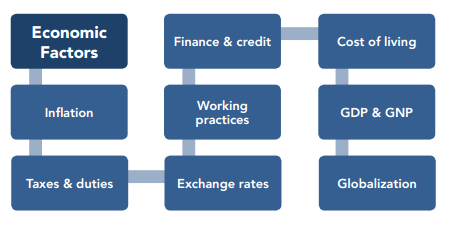 Economic
Factors
Inflation
Taxes & duties
Exchange rates
Working
practices
Finance & credit
Cost of living
GDP & GNP
Globalization